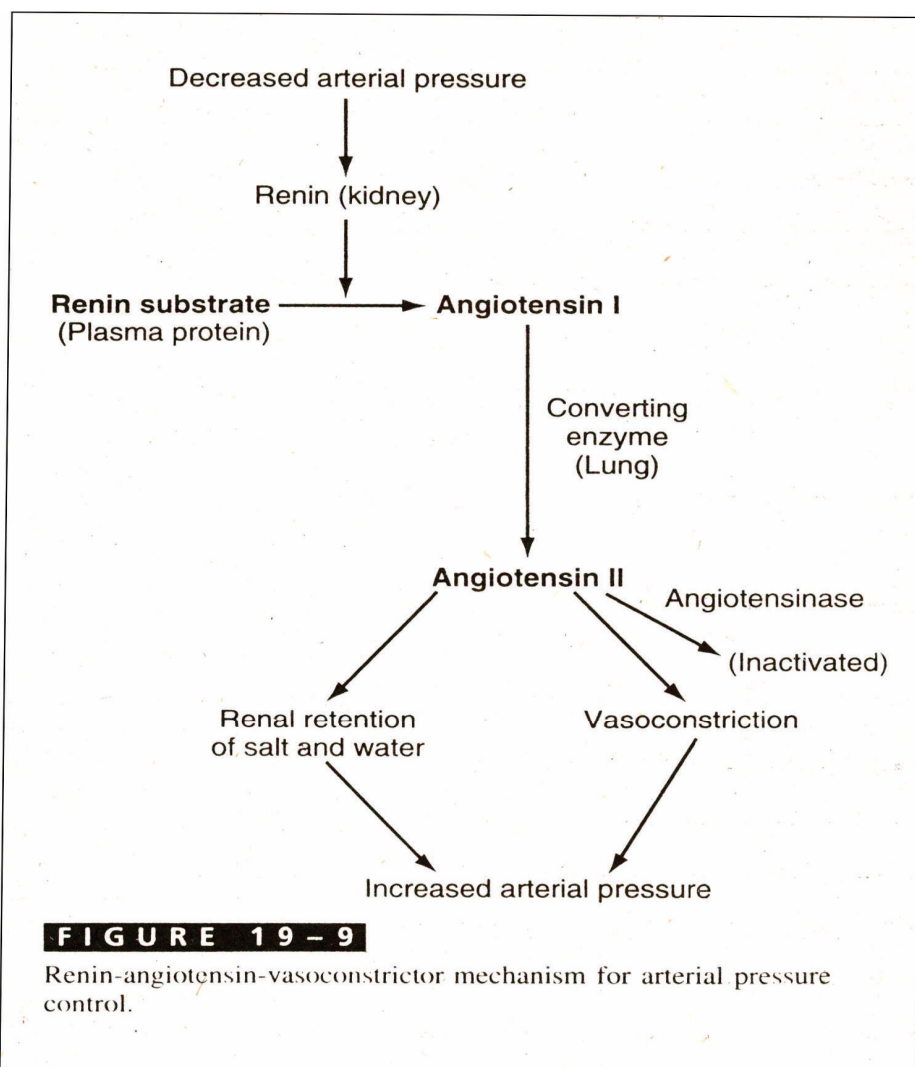 Decreased arterial pressure
Renin (kidney)
Renin substrate
(Plasma protein)
Angiotensin I
Converting
enzyme
(Lung)
Angiotensin II
Angiotensinase
(Inactivated)
Renal retention
of salt and water
Vasoconstriction
Increased arterial pressure
FIGURE 19–9
Renin-angiotensin-vasoconstrictor mechanism for arterial pressure
control.